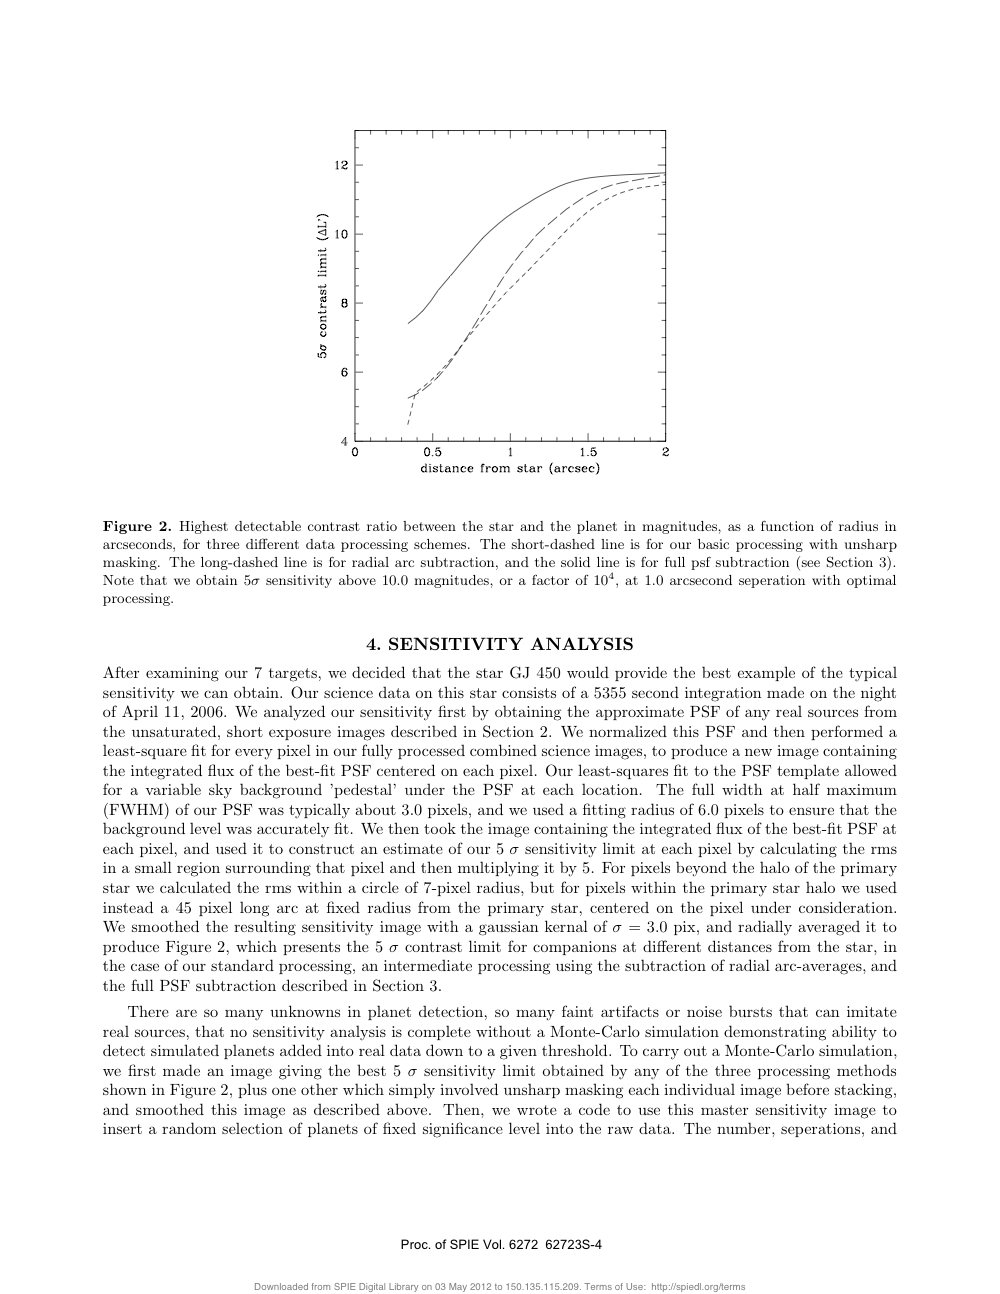 12
10
8
6
4
0
0.5
1
1.5
2
5σ contrast limit (ΔL')
distance from star (arcsec)
Figure 2. Highest detectable contrast ratio between the star and the planet in magnitudes, as a function of radius in
arcseconds, for three different data processing schemes. The short-dashed line is for our basic processing with unsharp
masking. The long-dashed line is for radial arc subtraction, and the solid line is for full psf subtraction (see Section 3).
Note that we obtain 5σ sensitivity above 10.0 magnitudes, or a factor of 10⁴, at 1.0 arcsecond seperation with optimal
processing.
4. SENSITIVITY ANALYSIS
After examining our 7 targets, we decided that the star GJ 450 would provide the best example of the typical
sensitivity we can obtain. Our science data on this star consists of a 5355 second integration made on the night
of April 11, 2006. We analyzed our sensitivity first by obtaining the approximate PSF of any real sources from
the unsaturated, short exposure images described in Section 2. We normalized this PSF and then performed a
least-square fit for every pixel in our fully processed combined science images, to produce a new image containing
the integrated flux of the best-fit PSF centered on each pixel. Our least-squares fit to the PSF template allowed
for a variable sky background 'pedestal' under the PSF at each location. The full width at half maximum
(FWHM) of our PSF was typically about 3.0 pixels, and we used a fitting radius of 6.0 pixels to ensure that the
background level was accurately fit. We then took the image containing the integrated flux of the best-fit PSF at
each pixel, and used it to construct an estimate of our 5 σ sensitivity limit at each pixel by calculating the rms
in a small region surrounding that pixel and then multiplying it by 5. For pixels beyond the halo of the primary
star we calculated the rms within a circle of 7-pixel radius, but for pixels within the primary star halo we used
instead a 45 pixel long arc at fixed radius from the primary star, centered on the pixel under consideration.
We smoothed the resulting sensitivity image with a gaussian kernal of σ = 3.0 pix, and radially averaged it to
produce Figure 2, which presents the 5 σ contrast limit for companions at different distances from the star, in
the case of our standard processing, an intermediate processing using the subtraction of radial arc-averages, and
the full PSF subtraction described in Section 3.
There are so many unknowns in planet detection, so many faint artifacts or noise bursts that can imitate
real sources, that no sensitivity analysis is complete without a Monte-Carlo simulation demonstrating ability to
detect simulated planets added into real data down to a given threshold. To carry out a Monte-Carlo simulation,
we first made an image giving the best 5 σ sensitivity limit obtained by any of the three processing methods
shown in Figure 2, plus one other which simply involved unsharp masking each individual image before stacking,
and smoothed this image as described above. Then, we wrote a code to use this master sensitivity image to
insert a random selection of planets of fixed significance level into the raw data. The number, seperations, and
Proc. of SPIE Vol. 6272 62723S-4
Downloaded from SPIE Digital Library on 03 May 2012 to 150.135.115.209. Terms of Use: http://spiedl.org/terms